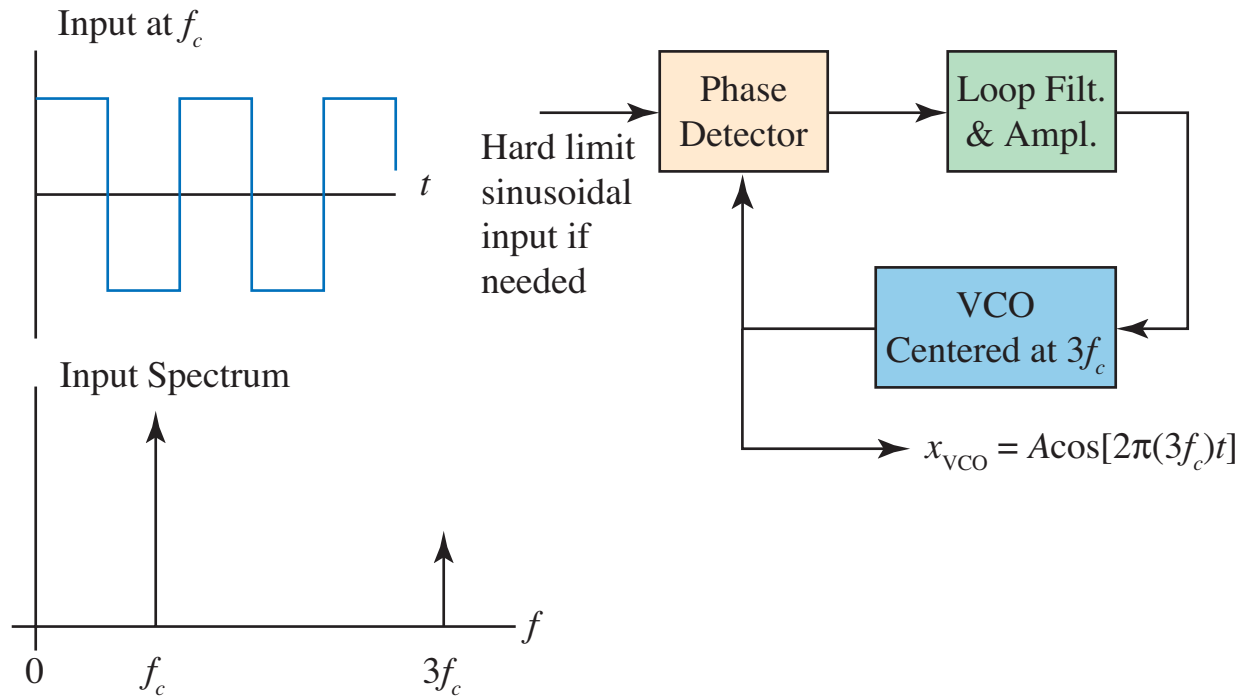 Input at f_c
t
Input Spectrum
0
f_c
3f_c
f
Hard limit
sinusoidal
input if
needed
Phase
Detector
Loop Filt.
& Ampl.
VCO
Centered at 3f_c
x_VCO = Acos[2π(3f_c)t]